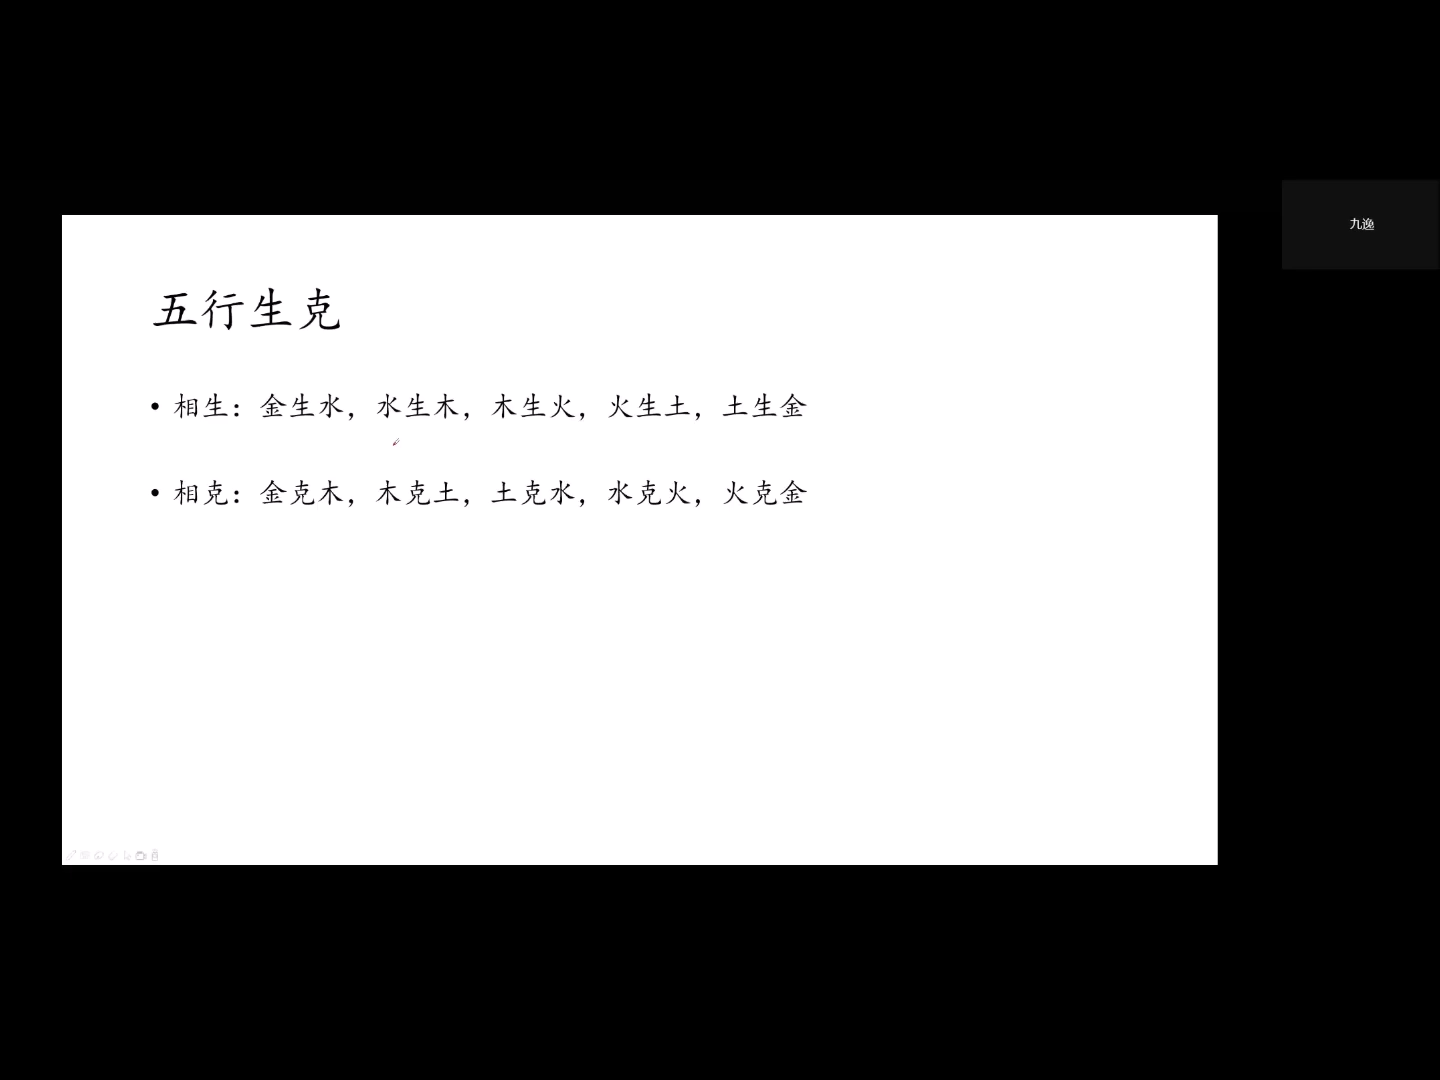 九逸
五行生克
• 相生：金生水，水生木，木生火，火生土，土生金
• 相克：金克木，木克土，土克水，水克火，火克金